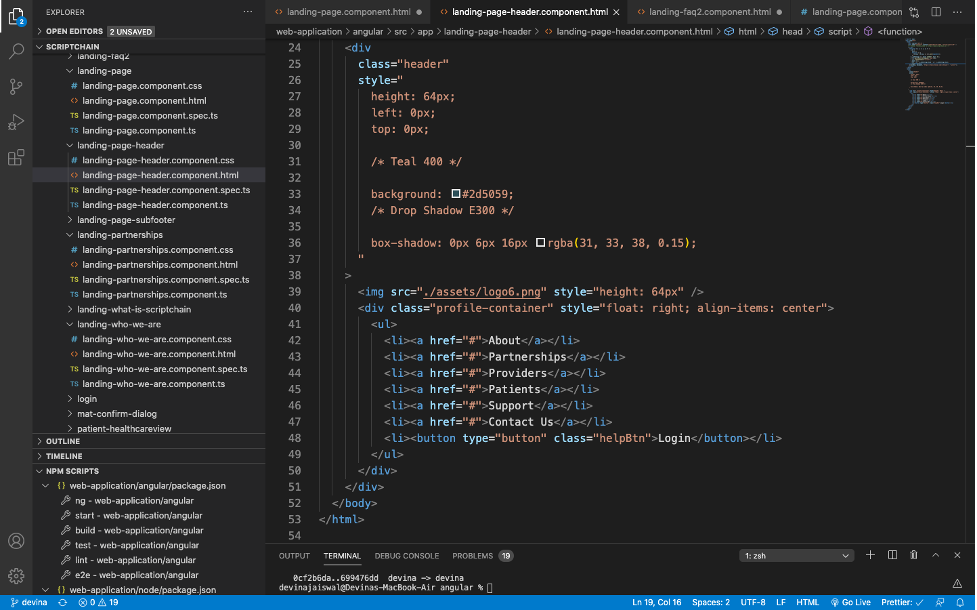 EXPLORER
OPEN EDITORS 2 UNSAVED
SCRIPTCHAIN
landing-faq2
landing-page
# landing-page.component.css
<> landing-page.component.html
TS landing-page.component.spec.ts
TS landing-page.component.ts
landing-page-header
# landing-page-header.component.css
<> landing-page-header.component.html
TS landing-page-header.component.spec.ts
TS landing-page-header.component.ts
landing-page-subfooter
landing-partnerships
# landing-partnerships.component.css
<> landing-partnerships.component.html
TS landing-partnerships.component.spec.ts
TS landing-partnerships.component.ts
landing-what-is-scriptchain
landing-who-we-are
# landing-who-we-are.component.css
<> landing-who-we-are.component.html
TS landing-who-we-are.component.spec.ts
TS landing-who-we-are.component.ts
login
mat-confirm-dialog
patient-healthcareview
OUTLINE
TIMELINE
NPM SCRIPTS
{} web-application/angular/package.json
ng - web-application/angular
start - web-application/angular
build - web-application/angular
test - web-application/angular
lint - web-application/angular
e2e - web-application/angular
{} web-application/node/package.json
<> landing-page.component.html
<> landing-page-header.component.html
<> landing-faq2.component.html
# landing-page.compon
web-application > angular > src > app > landing-page-header > <> landing-page-header.component.html > html > head > script > <function>
24 <div
25 class="header"
26 style="
27 height: 64px;
28 left: 0px;
29 top: 0px;
30
31 /* Teal 400 */
32
33 background: #2d5059;
34 /* Drop Shadow E300 */
35
36 box-shadow: 0px 6px 16px rgba(31, 33, 38, 0.15);
37 "
38 >
39 <img src="./assets/logo6.png" style="height: 64px" />
40 <div class="profile-container" style="float: right; align-items: center">
41 <ul>
42 <li><a href="#">About</a></li>
43 <li><a href="#">Partnerships</a></li>
44 <li><a href="#">Providers</a></li>
45 <li><a href="#">Patients</a></li>
46 <li><a href="#">Support</a></li>
47 <li><a href="#">Contact Us</a></li>
48 <li><button type="button" class="helpBtn">Login</button></li>
49 </ul>
50 </div>
51 </div>
52 </body>
53 </html>
54
OUTPUT TERMINAL DEBUG CONSOLE PROBLEMS 19 1: zsh
0cf2b6da..699476dd devina -> devina
devinajaiswal@Devinas-MacBook-Air angular %
2
devina 0 19 Ln 19, Col 16 Spaces: 2 UTF-8 LF HTML Go Live Prettier: ✓